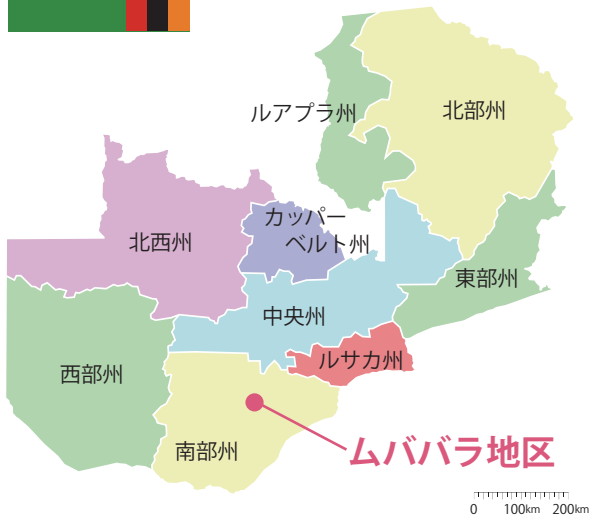 ルアプラ州
北部州
カッパー
ベルト州
北西州
東部州
中央州
ルサカ州
西部州
南部州
ムババラ地区
0 100km 200km